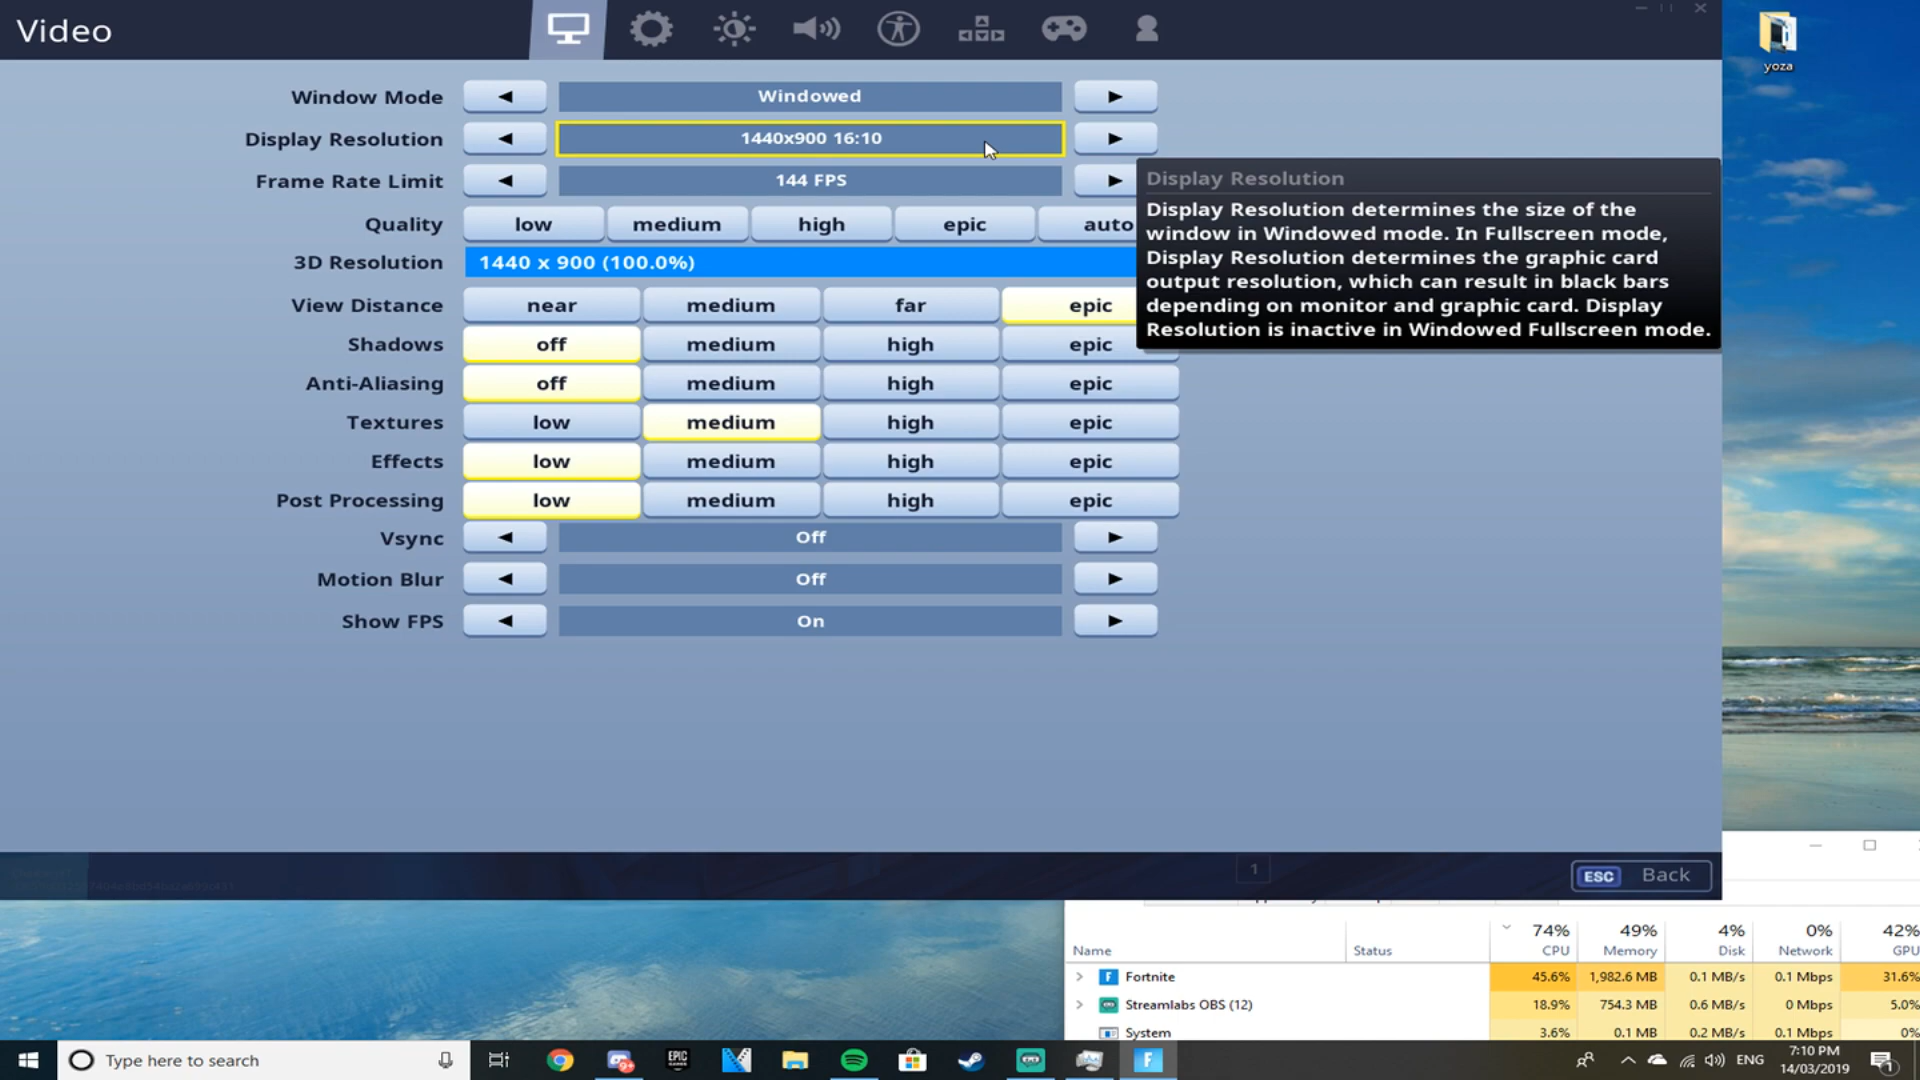 Video
yoza
Window Mode
Windowed
Display Resolution
1440x900 16:10
Frame Rate Limit
144 FPS
Quality
low
medium
high
epic
auto
3D Resolution
1440 x 900 (100.0%)
Display Resolution
Display Resolution determines the size of the
window in Windowed mode. In Fullscreen mode,
Display Resolution determines the graphic card
output resolution, which can result in black bars
depending on monitor and graphic card. Display
Resolution is inactive in Windowed Fullscreen mode.
View Distance
near
medium
far
epic
Shadows
off
medium
high
epic
Anti-Aliasing
off
medium
high
epic
Textures
low
medium
high
epic
Effects
low
medium
high
epic
Post Processing
low
medium
high
epic
Vsync
Off
Motion Blur
Off
Show FPS
On
1
ESC Back
74% 49% 4% 0% 42%
Name Status CPU Memory Disk Network GPU
Fortnite 45.6% 1,982.6 MB 0.1 MB/s 0.1 Mbps 31.6%
Streamlabs OBS (12) 18.9% 754.3 MB 0.6 MB/s 0 Mbps 5.0%
System 3.6% 0.1 MB 0.2 MB/s 0.1 Mbps 0%
Type here to search
EPIC
GAMES
ENG
7:10 PM
14/03/2019